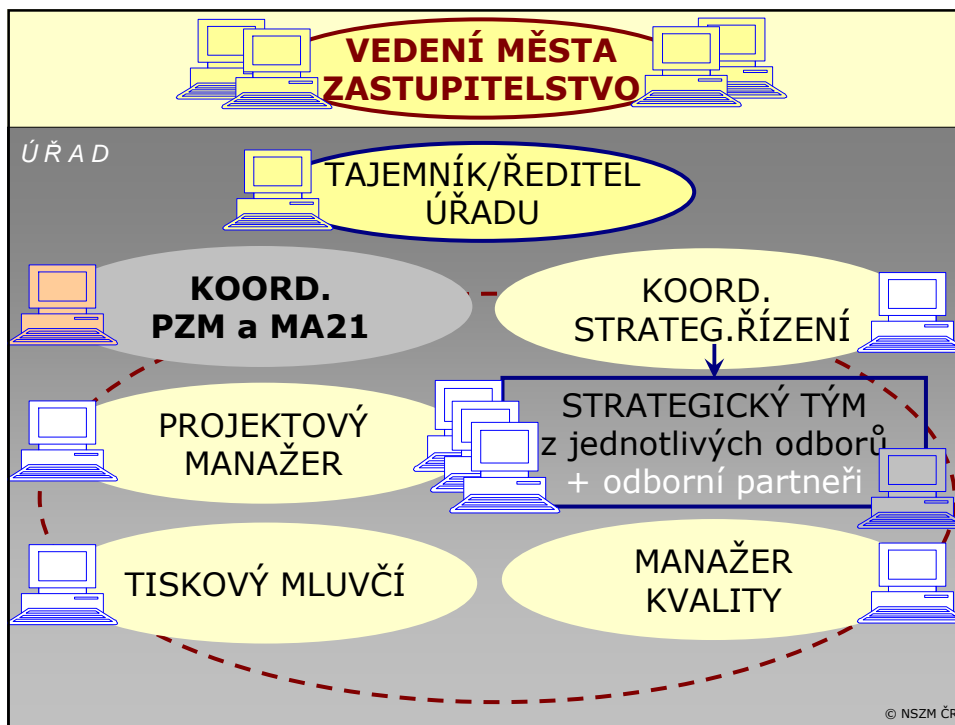 VEDENÍ MĚSTA
ZASTUPITELSTVO
ÚŘAD
TAJEMNÍK/ŘEDITEL
ÚŘADU
KOORD.
PZM a MA21
KOORD.
STRATEG.ŘÍZENÍ
PROJEKTOVÝ
MANAŽER
STRATEGICKÝ TÝM
z jednotlivých odborů
+ odborní partneři
TISKOVÝ MLUVČÍ
MANAŽER
KVALITY
© NSZM ČR